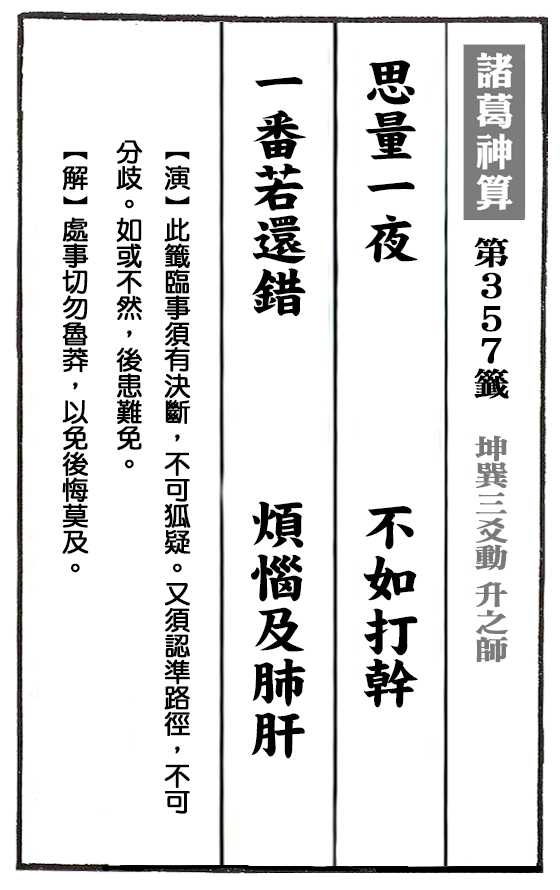 諸葛神算 第357籤 坤巽三爻動 升之師
思量一夜 不如打幹
一番若還錯 煩惱及肺肝
【演】此籤臨事須有決斷，不可狐疑。又須認準路徑，不可
分歧。如或不然，後患難免。
【解】處事切勿魯莽，以免後悔莫及。